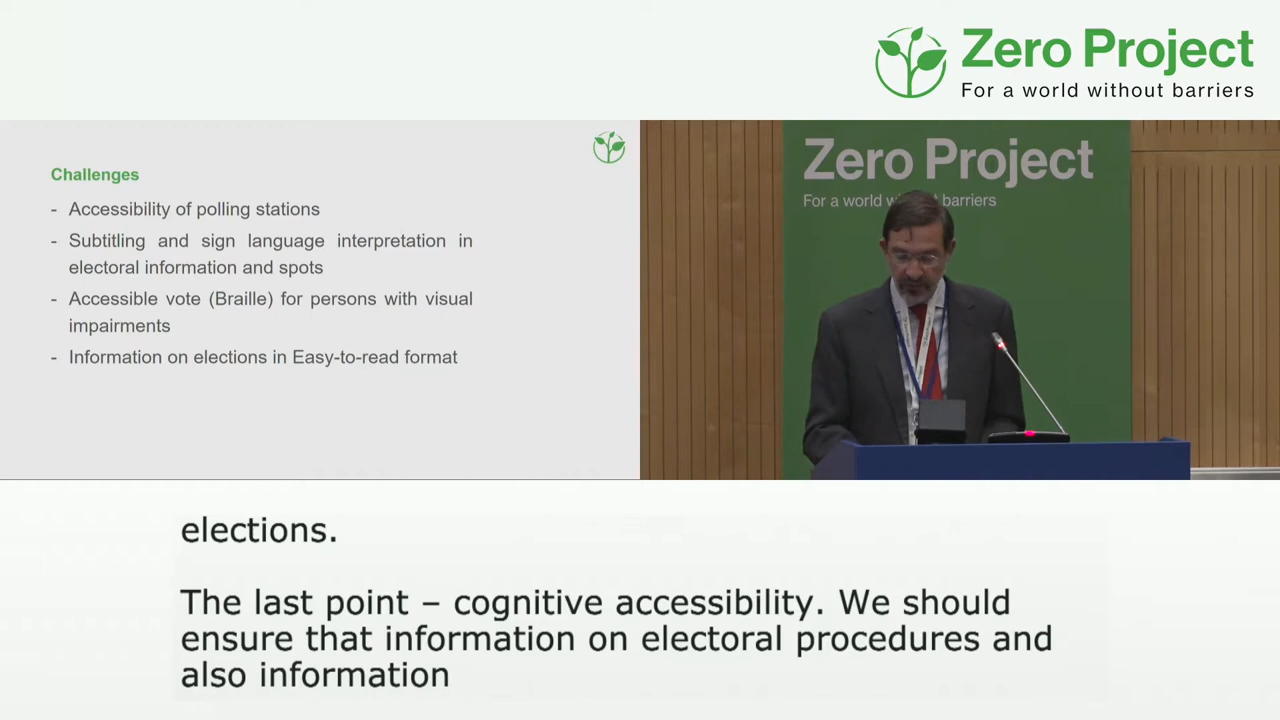 Zero Project
For a world without barriers
Challenges
- Accessibility of polling stations
- Subtitling and sign language interpretation in
electoral information and spots
- Accessible vote (Braille) for persons with visual
impairments
- Information on elections in Easy-to-read format
Zero Project
For a world barriers
elections.
The last point – cognitive accessibility. We should
ensure that information on electoral procedures and
also information